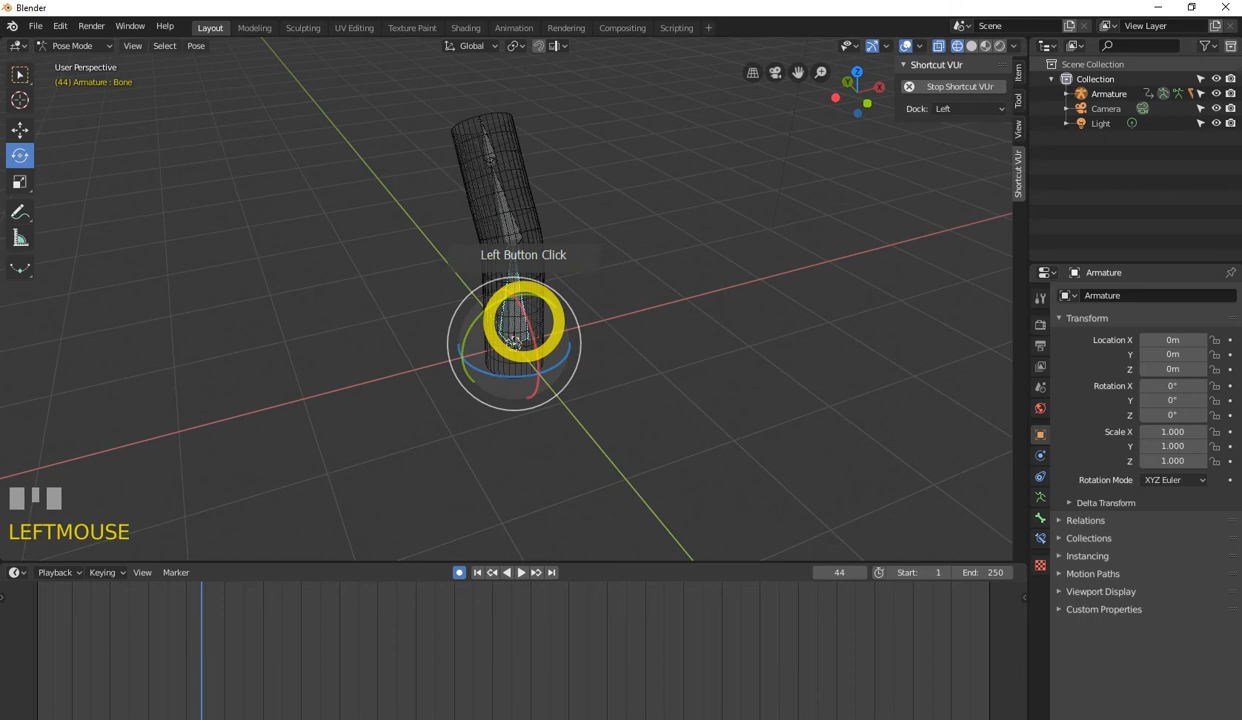 Blender
File Edit Render Window Help Layout Modeling Sculpting UV Editing Texture Paint Shading Animation Rendering Compositing Scripting + Scene View Layer
Pose Mode View Select Pose Global
User Perspective
(44) Armature : Bone
Z
X
Y
Shortcut VUr
Stop Shortcut VUr
Dock: Left
Item
Tool
View
Shortcut VUr
Scene Collection
Collection
Armature
Camera
Light
Left Button Click
LEFTMOUSE
Armature
Armature
Transform
Location X 0m
Y 0m
Z 0m
Rotation X 0°
Y 0°
Z 0°
Scale X 1.000
Y 1.000
Z 1.000
Rotation Mode XYZ Euler
Delta Transform
Relations
Collections
Instancing
Motion Paths
Viewport Display
Custom Properties
Playback Keying View Marker 44 Start: 1 End: 250